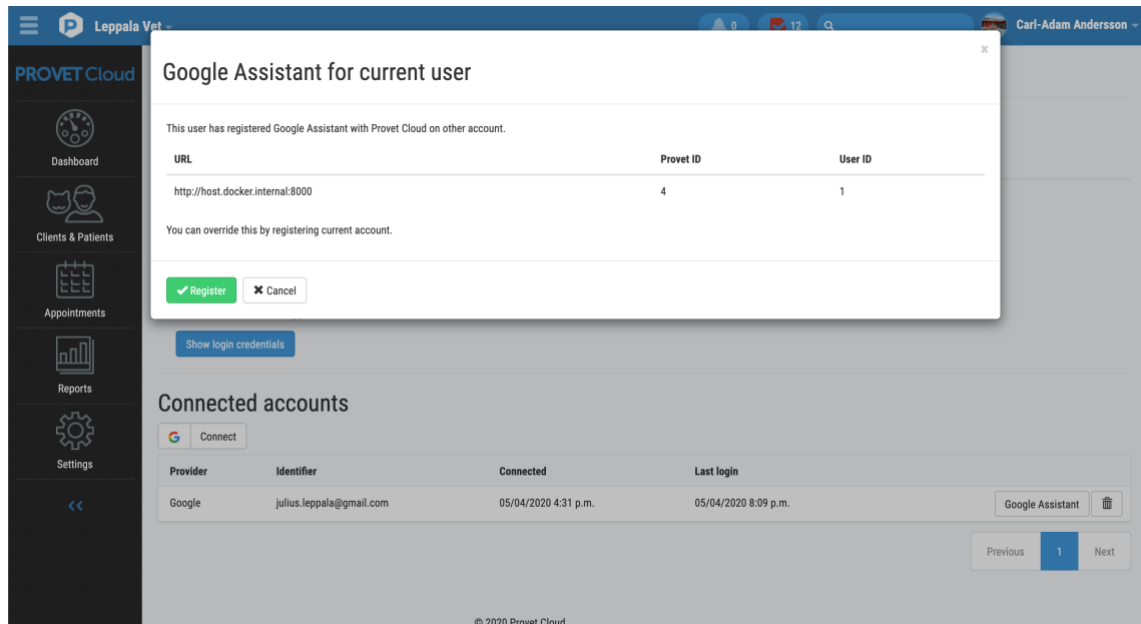 Leppala Vet
0
12
Carl-Adam Andersson
PROVET Cloud
Dashboard
Clients & Patients
Appointments
Reports
Settings
<<
Google Assistant for current user
×
This user has registered Google Assistant with Provet Cloud on other account.
URL Provet ID User ID
http://host.docker.internal:8000 4 1
You can override this by registering current account.
Register Cancel
Show login credentials
Connected accounts
G Connect
Provider Identifier Connected Last login
Google julius.leppala@gmail.com 05/04/2020 4:31 p.m. 05/04/2020 8:09 p.m. Google Assistant
Previous 1 Next
© 2020 Provet Cloud